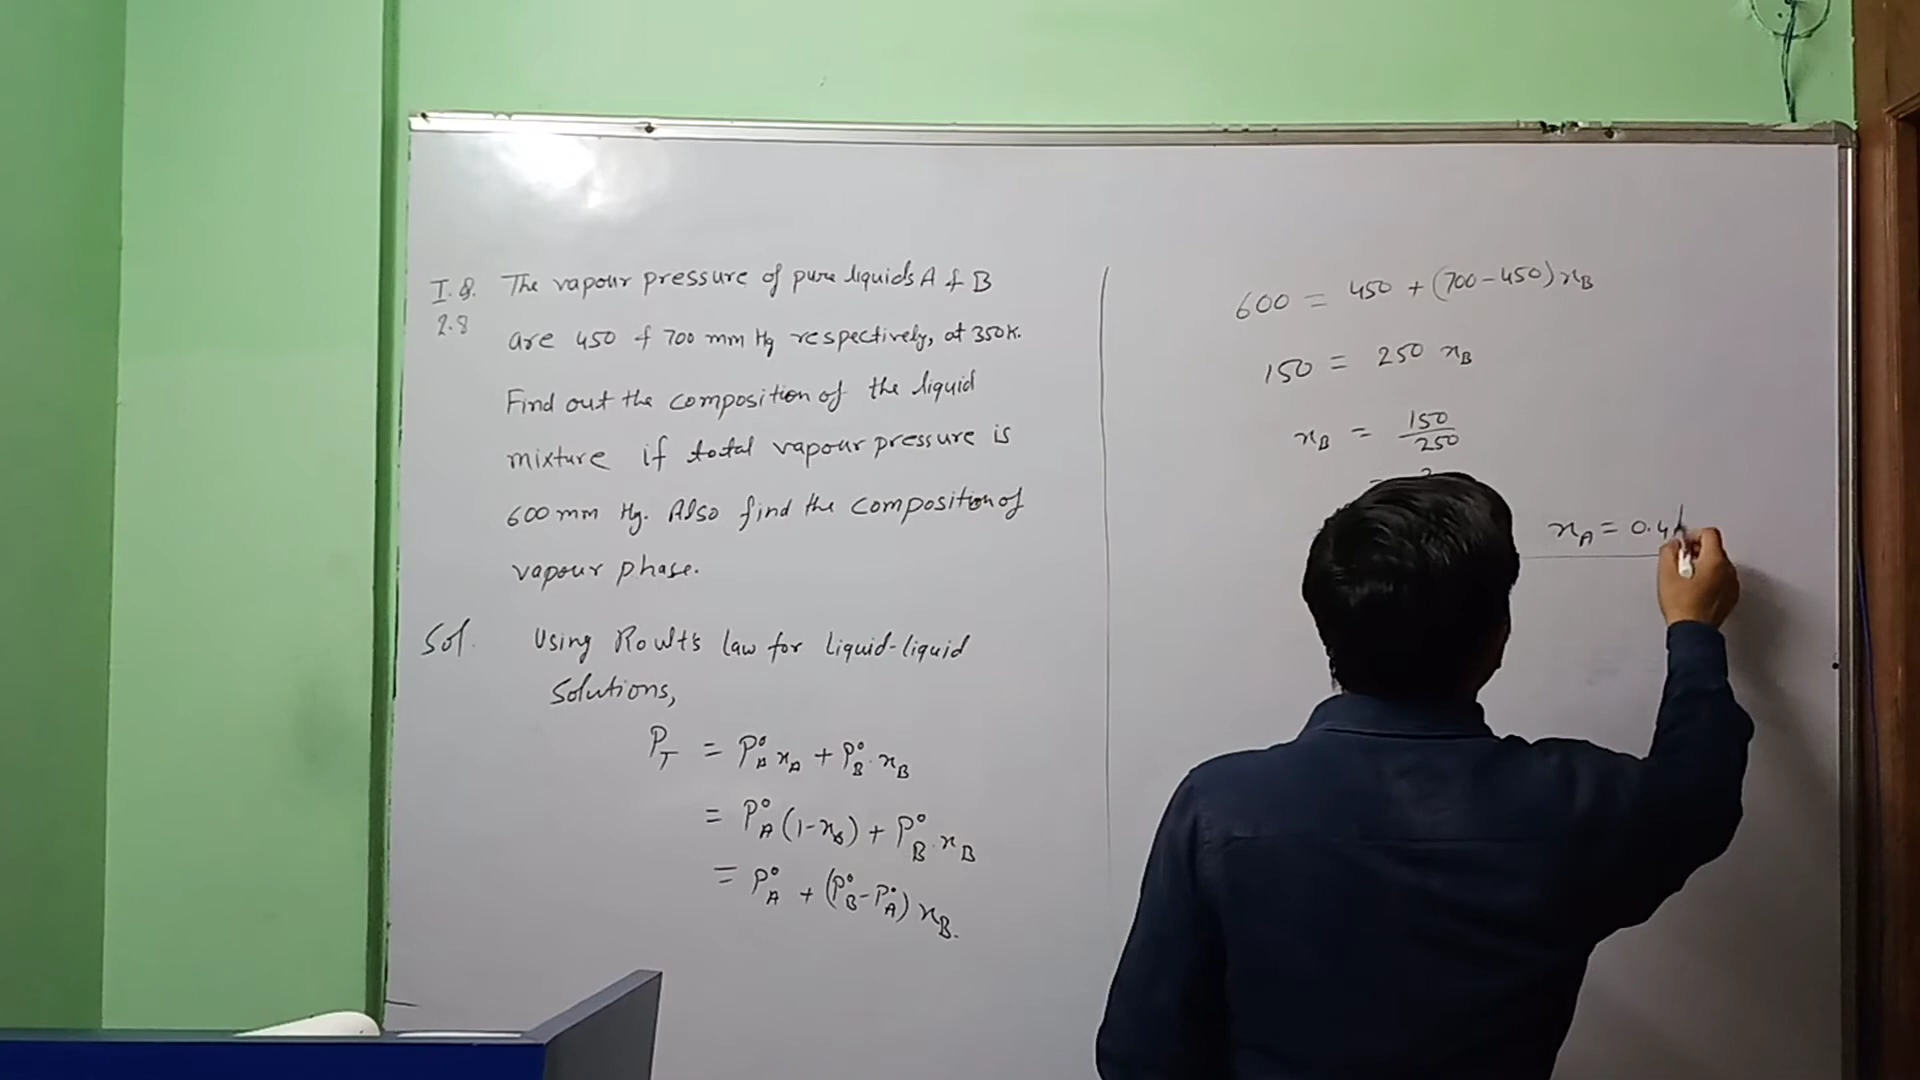 I.Q. The vapour pressure of pure liquids A & B
2.8 are 450 & 700 mm Hg respectively, at 350K.
Find out the composition of the liquid
mixture if total vapour pressure is
600 mm Hg. Also find the composition of
vapour phase.
Sol. Using Roults law for liquid-liquid
Solutions,
P_T = P°_A x_A + P°_B . x_B
= P°_A (1-x_B) + P°_B . x_B
= P°_A + (P°_B - P°_A) x_B.
600 = 450 + (700-450) x_B
150 = 250 x_B
x_B = 150/250
x_A = 0.4